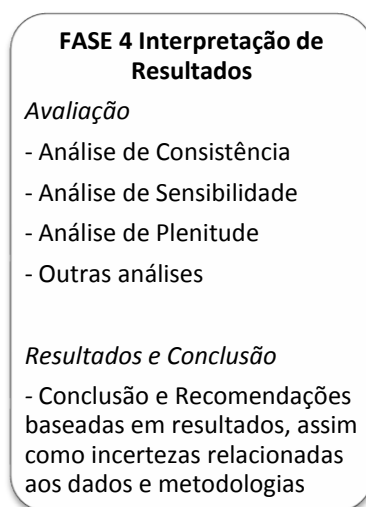 FASE 4 Interpretação de
Resultados
Avaliação
- Análise de Consistência
- Análise de Sensibilidade
- Análise de Plenitude
- Outras análises
Resultados e Conclusão
- Conclusão e Recomendações
baseadas em resultados, assim
como incertezas relacionadas
aos dados e metodologias